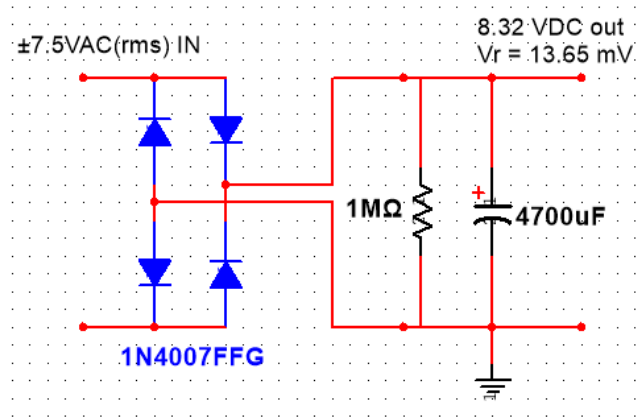 ±7.5VAC(rms) IN
8.32 VDC out
Vr = 13.65 mV
1MΩ
+
4700uF
1N4007FFG